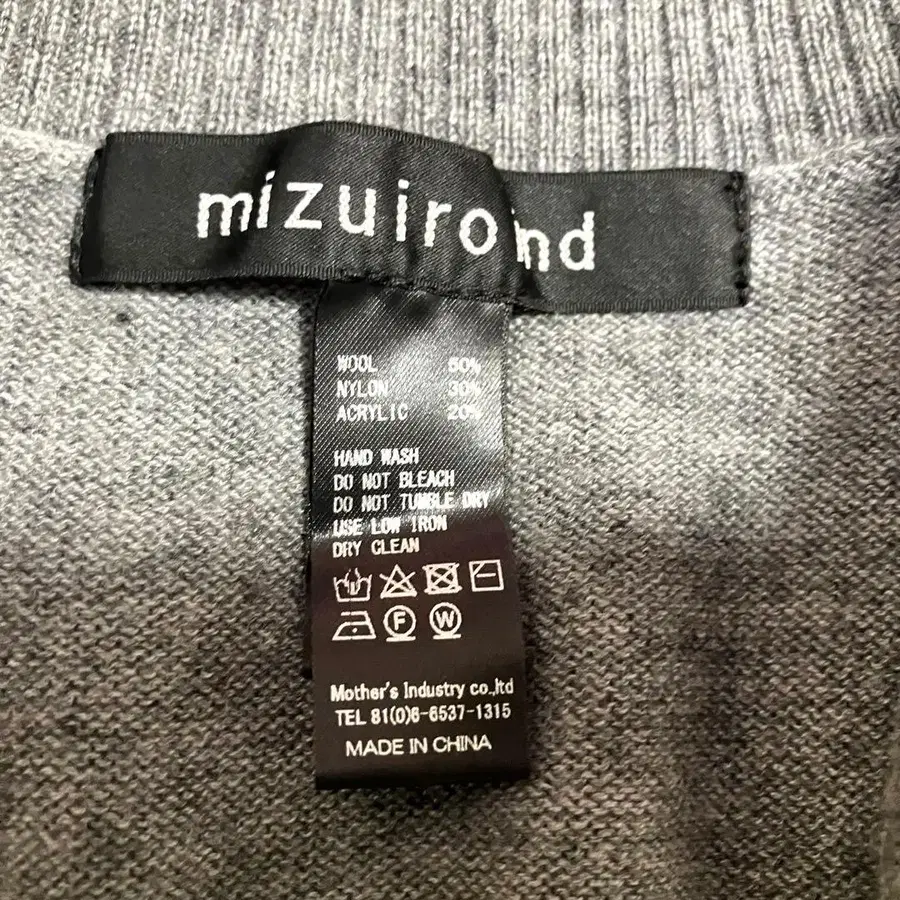 mizuiro ind
WOOL 50%
NYLON 30%
ACRYLIC 20%
HAND WASH
DO NOT BLEACH
DO NOT TUMBLE DRY
USE LOW IRON
DRY CLEAN
F W
Mother's Industry co.,ltd
TEL 81(0)6-6537-1315
MADE IN CHINA